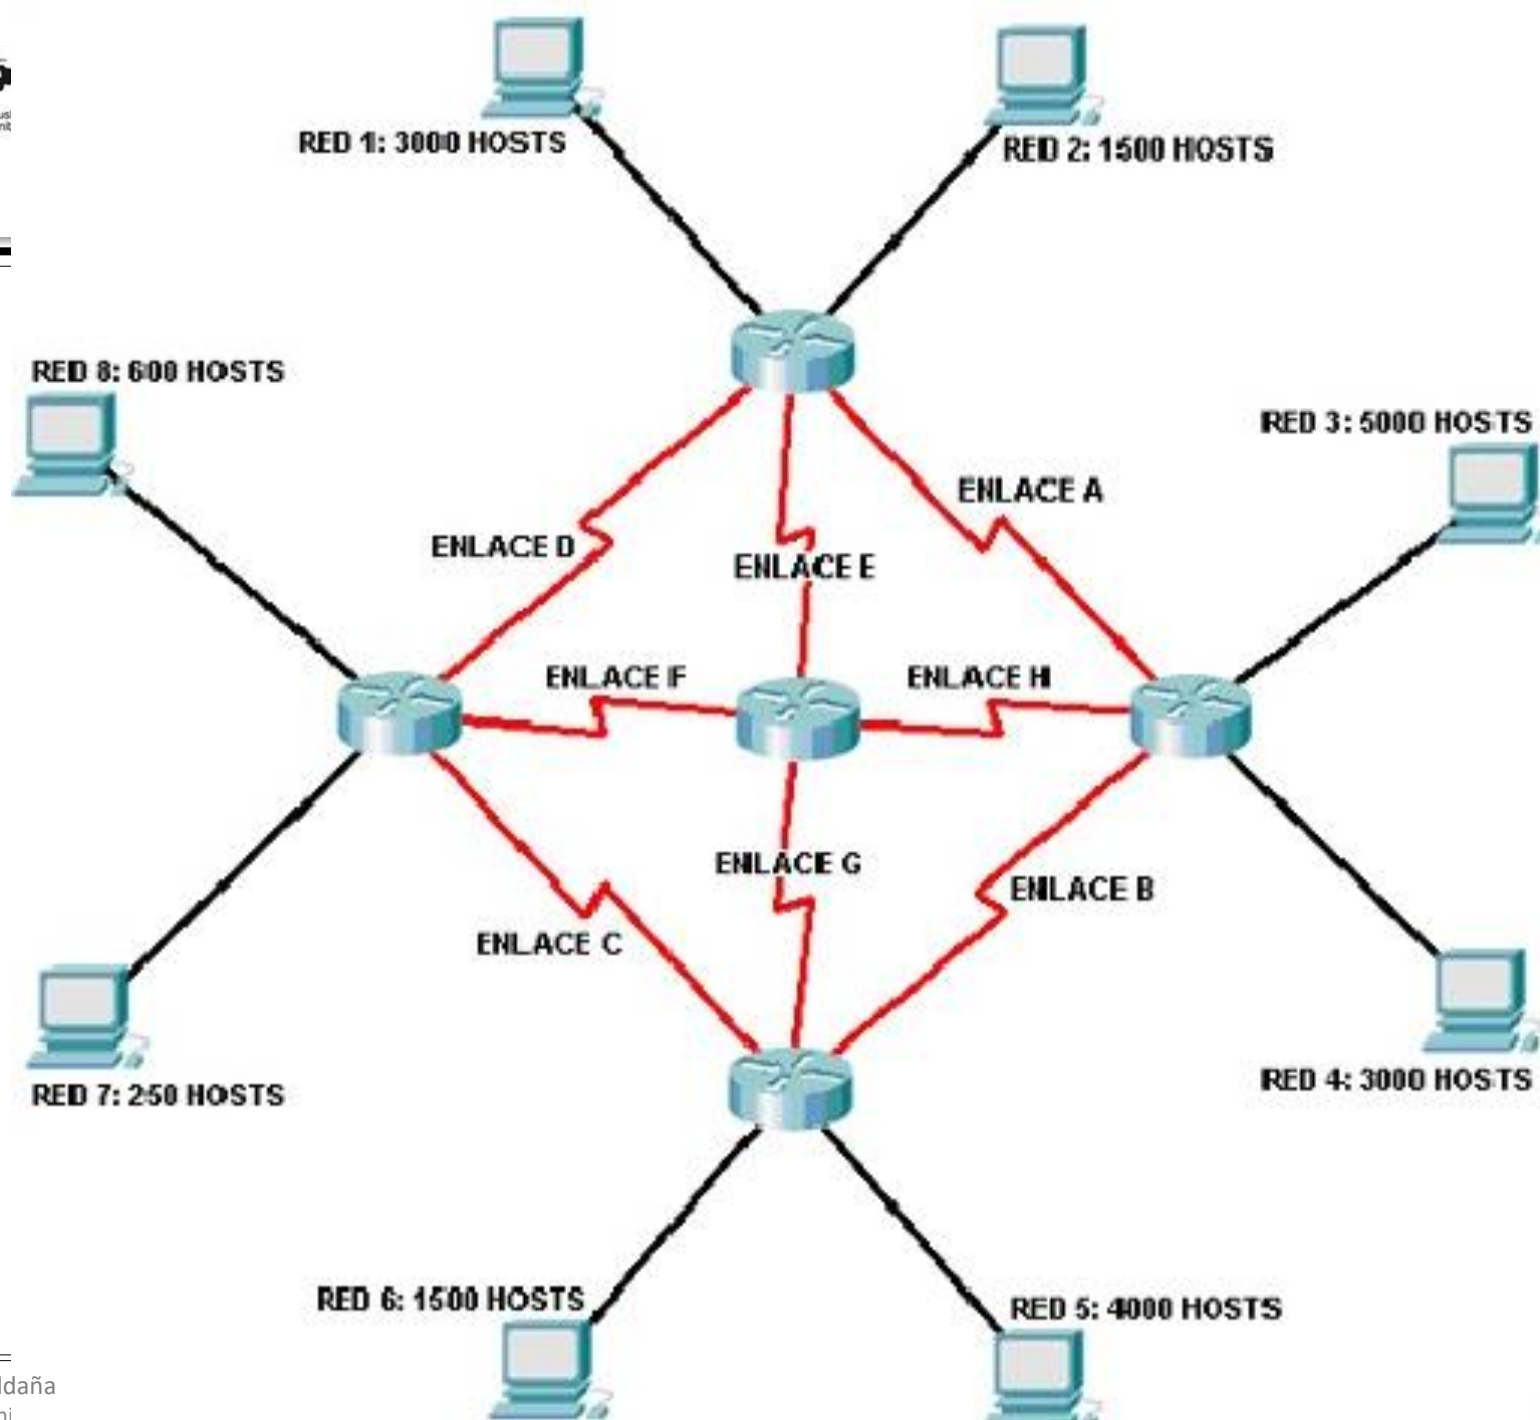 RED 1: 3000 HOSTS
RED 2: 1500 HOSTS
RED 8: 600 HOSTS
RED 3: 5000 HOSTS
ENLACE A
ENLACE D
ENLACE E
ENLACE F
ENLACE H
ENLACE G
ENLACE B
ENLACE C
RED 4: 3000 HOSTS
RED 7: 250 HOSTS
RED 6: 1500 HOSTS
RED 5: 4000 HOSTS
ldaña